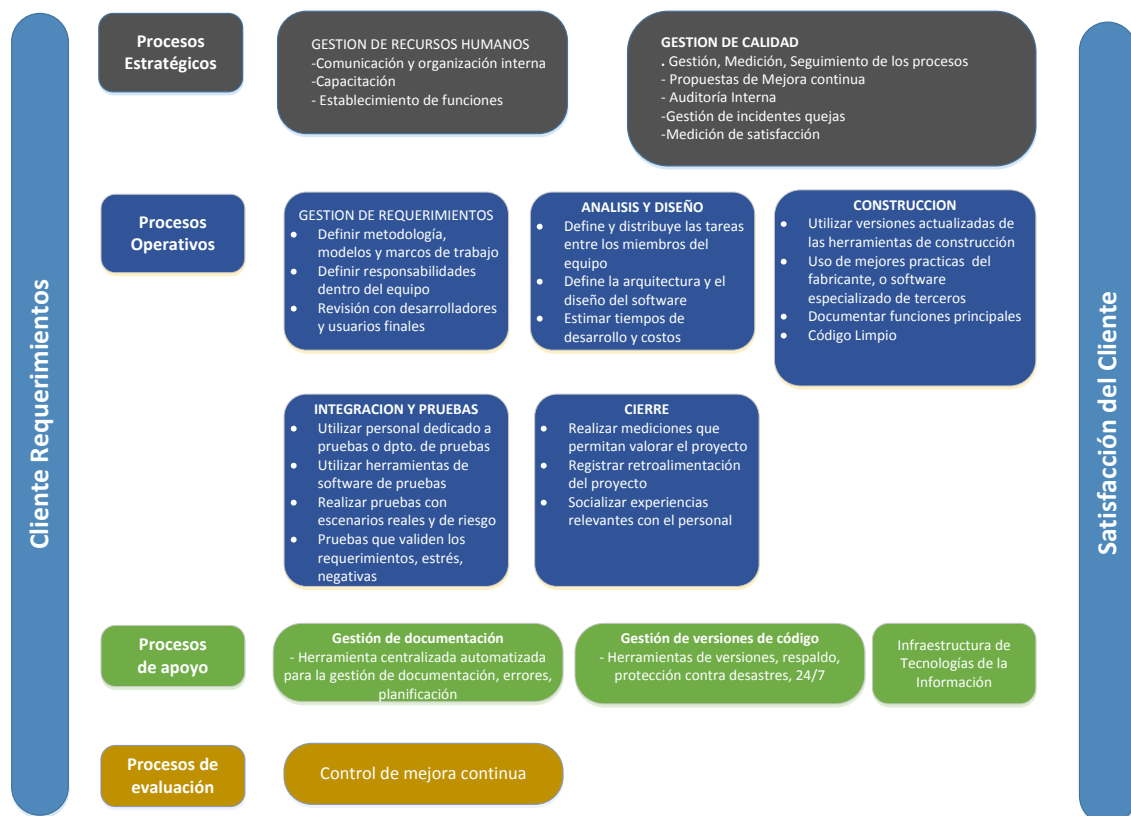 Cliente Requerimientos
Procesos
Estratégicos
GESTION DE RECURSOS HUMANOS
-Comunicación y organización interna
-Capacitación
- Establecimiento de funciones
GESTION DE CALIDAD
. Gestión, Medición, Seguimiento de los procesos
- Propuestas de Mejora continua
- Auditoría Interna
-Gestión de incidentes quejas
-Medición de satisfacción
Procesos
Operativos
GESTION DE REQUERIMIENTOS
• Definir metodología,
modelos y marcos de trabajo
• Definir responsabilidades
dentro del equipo
• Revisión con desarrolladores
y usuarios finales
ANALISIS Y DISEÑO
• Define y distribuye las tareas
entre los miembros del
equipo
• Define la arquitectura y el
diseño del software
• Estimar tiempos de
desarrollo y costos
CONSTRUCCION
• Utilizar versiones actualizadas de
las herramientas de construcción
• Uso de mejores practicas del
fabricante, o software
especializado de terceros
• Documentar funciones principales
• Código Limpio
INTEGRACION Y PRUEBAS
• Utilizar personal dedicado a
pruebas o dpto. de pruebas
• Utilizar herramientas de
software de pruebas
• Realizar pruebas con
escenarios reales y de riesgo
• Pruebas que validen los
requerimientos, estrés,
negativas
CIERRE
• Realizar mediciones que
permitan valorar el proyecto
• Registrar retroalimentación
del proyecto
• Socializar experiencias
relevantes con el personal
Procesos
de apoyo
Gestión de documentación
- Herramienta centralizada automatizada
para la gestión de documentación, errores,
planificación
Gestión de versiones de código
- Herramientas de versiones, respaldo,
protección contra desastres, 24/7
Infraestructura de
Tecnologías de la
Información
Procesos de
evaluación
Control de mejora continua
Satisfacción del Cliente